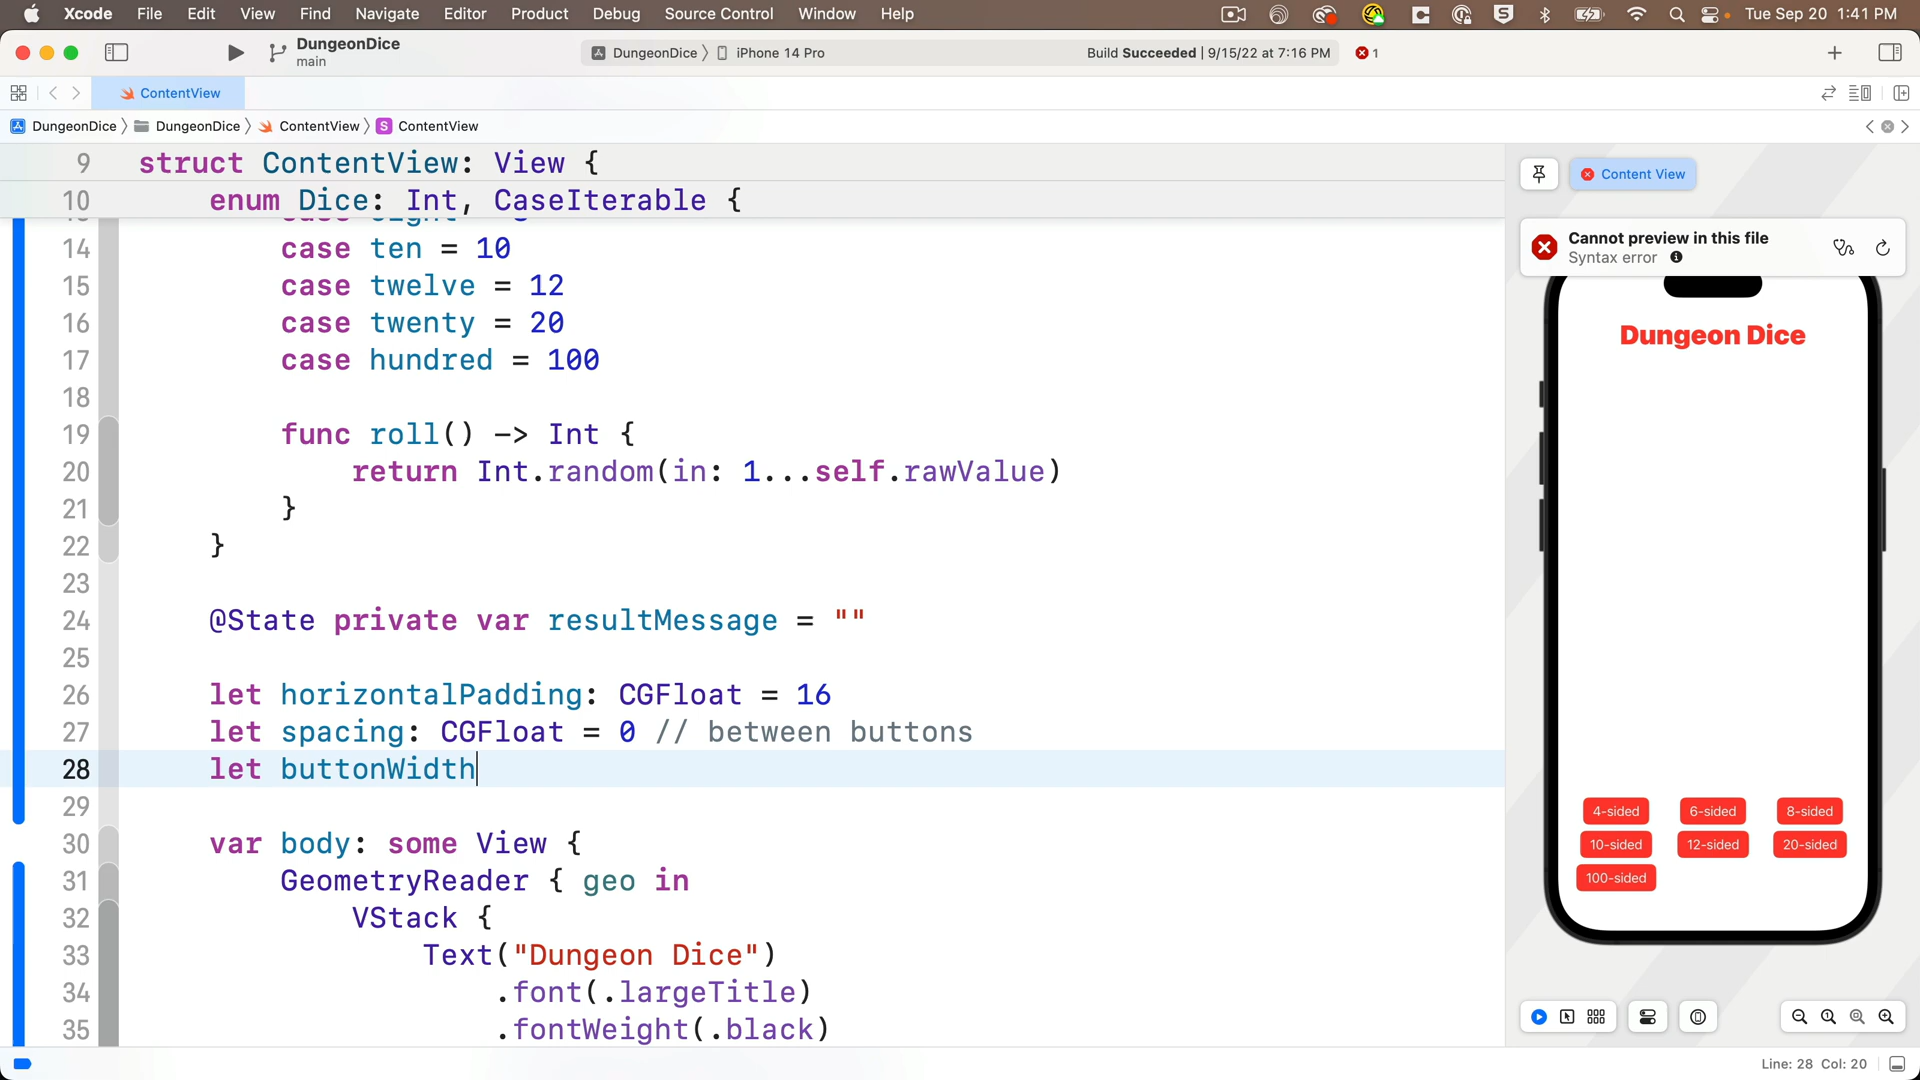 Xcode File Edit View Find Navigate Editor Product Debug Source Control Window Help Tue Sep 20 1:41 PM
DungeonDice
main
DungeonDice iPhone 14 Pro
Build Succeeded | 9/15/22 at 7:16 PM
1
ContentView
DungeonDice DungeonDice ContentView S ContentView
9 struct ContentView: View {
10 enum Dice: Int, CaseIterable {
14 case ten = 10
15 case twelve = 12
16 case twenty = 20
17 case hundred = 100
18
19 func roll() -> Int {
20 return Int.random(in: 1...self.rawValue)
21 }
22 }
23
24 @State private var resultMessage = ""
25
26 let horizontalPadding: CGFloat = 16
27 let spacing: CGFloat = 0 // between buttons
28 let buttonWidth
29
30 var body: some View {
31 GeometryReader { geo in
32 VStack {
33 Text("Dungeon Dice")
34 .font(.largeTitle)
35 .fontWeight(.black)
Content View
Cannot preview in this file
Syntax error
Dungeon Dice
4-sided 6-sided 8-sided
10-sided 12-sided 20-sided
100-sided
Line: 28 Col: 20